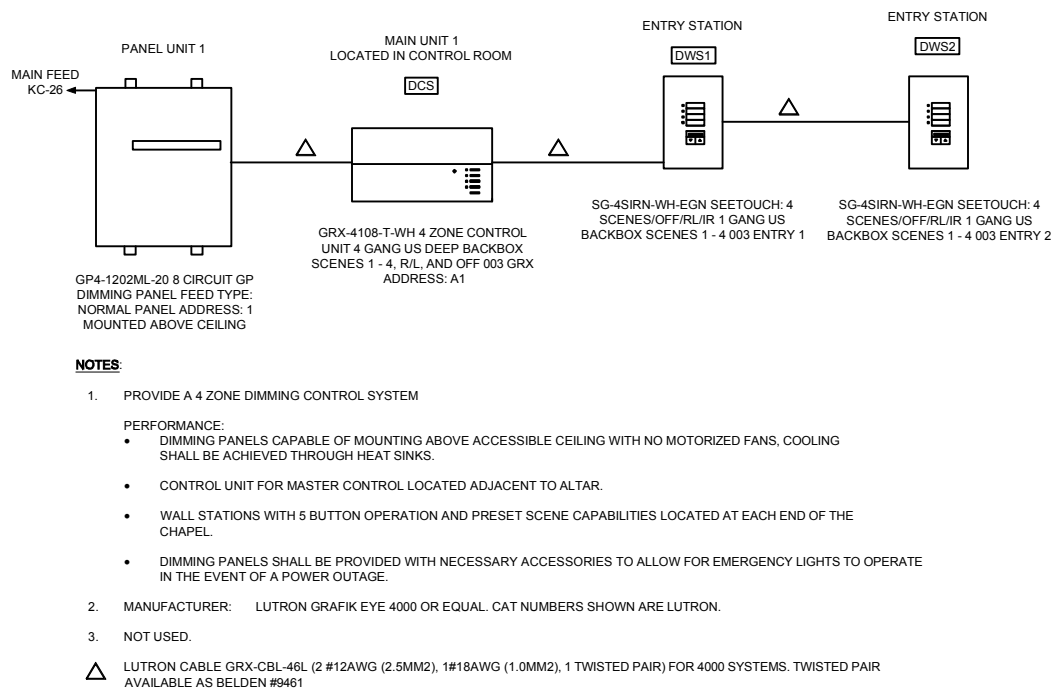 ENTRY STATION
ENTRY STATION
DWS1
DWS2
PANEL UNIT 1
MAIN UNIT 1
LOCATED IN CONTROL ROOM
DCS
MAIN FEED
KC-26
GP4-1202ML-20 8 CIRCUIT GP
DIMMING PANEL FEED TYPE:
NORMAL PANEL ADDRESS: 1
MOUNTED ABOVE CEILING
GRX-4108-T-WH 4 ZONE CONTROL
UNIT 4 GANG US DEEP BACKBOX
SCENES 1 - 4, R/L, AND OFF 003 GRX
ADDRESS: A1
SG-4SIRN-WH-EGN SEETOUCH: 4
SCENES/OFF/RL/IR 1 GANG US
BACKBOX SCENES 1 - 4 003 ENTRY 1
SG-4SIRN-WH-EGN SEETOUCH: 4
SCENES/OFF/RL/IR 1 GANG US
BACKBOX SCENES 1 - 4 003 ENTRY 2
NOTES:
1. PROVIDE A 4 ZONE DIMMING CONTROL SYSTEM
PERFORMANCE:
• DIMMING PANELS CAPABLE OF MOUNTING ABOVE ACCESSIBLE CEILING WITH NO MOTORIZED FANS, COOLING
SHALL BE ACHIEVED THROUGH HEAT SINKS.
• CONTROL UNIT FOR MASTER CONTROL LOCATED ADJACENT TO ALTAR.
• WALL STATIONS WITH 5 BUTTON OPERATION AND PRESET SCENE CAPABILITIES LOCATED AT EACH END OF THE
CHAPEL.
• DIMMING PANELS SHALL BE PROVIDED WITH NECESSARY ACCESSORIES TO ALLOW FOR EMERGENCY LIGHTS TO OPERATE
IN THE EVENT OF A POWER OUTAGE.
2. MANUFACTURER: LUTRON GRAFIK EYE 4000 OR EQUAL. CAT NUMBERS SHOWN ARE LUTRON.
3. NOT USED.
LUTRON CABLE GRX-CBL-46L (2 #12AWG (2.5MM2), 1#18AWG (1.0MM2), 1 TWISTED PAIR) FOR 4000 SYSTEMS. TWISTED PAIR
AVAILABLE AS BELDEN #9461